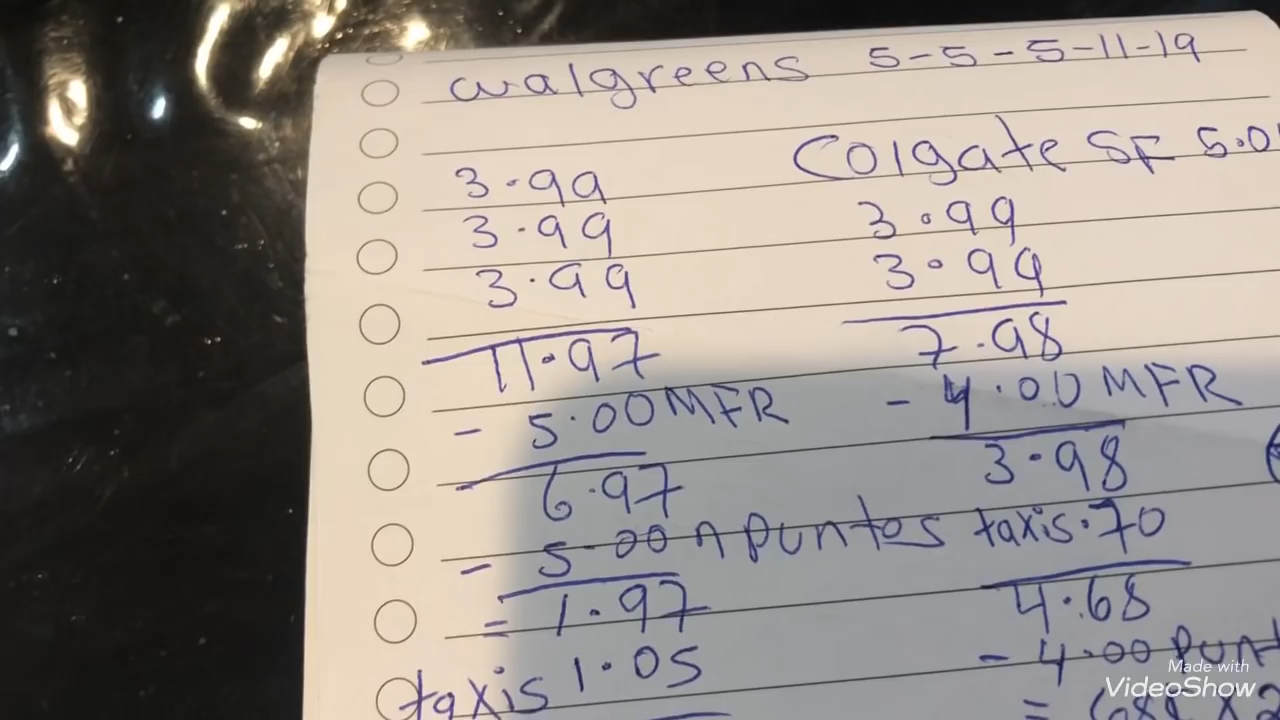 walgreens 5-5-5-11-19
Colgate SF 5.0
3.99 3.99
3.99 3.99
3.99
11.97 7.98
- 5.00 MFR - 4.00 MFR
6.97 3.98
- 5.00 n puntos taxis.70
= 1.97 4.68
taxis 1.05 - 4.00 Punt
=
Made with
VideoShow